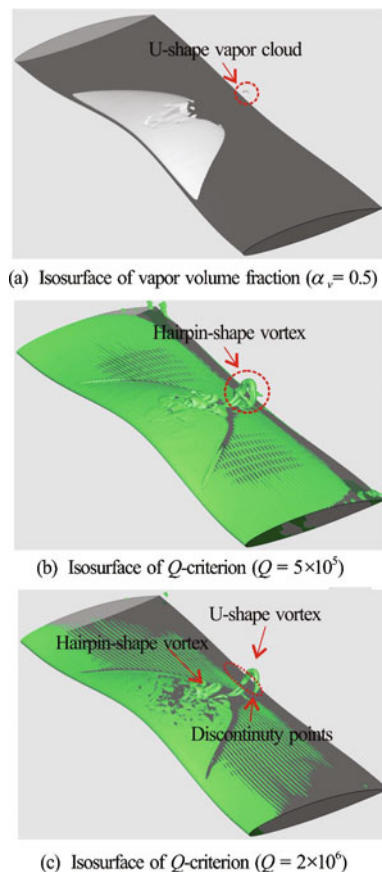 U-shape vapor cloud
(a) Isosurface of vapor volume fraction (αv = 0.5)
Hairpin-shape vortex
(b) Isosurface of Q-criterion (Q = 5×10⁵)
U-shape vortex
Hairpin-shape vortex
Discontinuty points
(c) Isosurface of Q-criterion (Q = 2×10⁶)